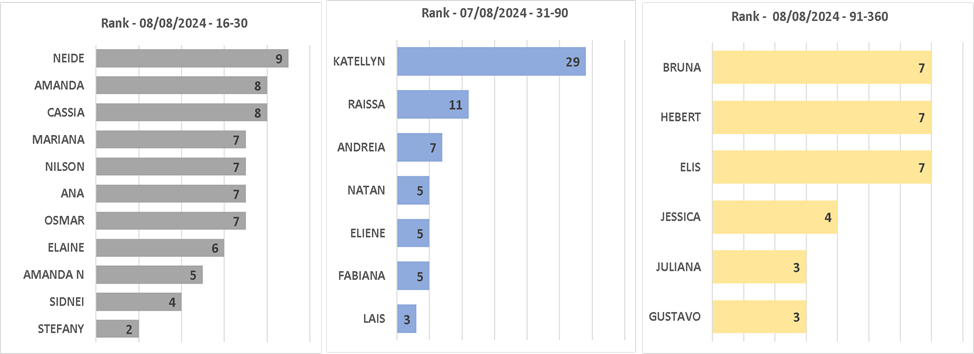 Rank - 08/08/2024 - 16-30
NEIDE 9
AMANDA 8
CASSIA 8
MARIANA 7
NILSON 7
ANA 7
OSMAR 7
ELAINE 6
AMANDA N 5
SIDNEI 4
STEFANY 2
Rank - 07/08/2024 - 31-90
KATELLYN 29
RAISSA 11
ANDREIA 7
NATAN 5
ELIENE 5
FABIANA 5
LAIS 3
Rank - 08/08/2024 - 91-360
BRUNA 7
HEBERT 7
ELIS 7
JESSICA 4
JULIANA 3
GUSTAVO 3